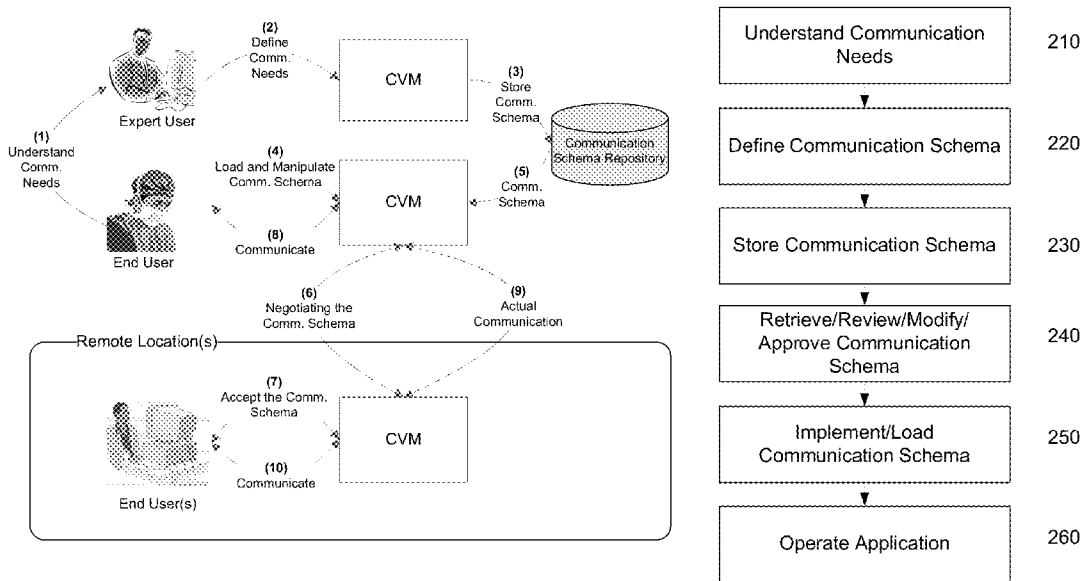 (2)
Define
Comm.
Needs
CVM
(3)
Store
Comm.
Schema
Expert User
(1)
Understand
Comm.
Needs
Communication
Schema Repository
(4)
Load and Manipulate
Comm. Schema
CVM
(5)
Comm.
Schema
(8)
Communicate
End User
(6)
Negotiating the
Comm. Schema
(9)
Actual
Communication
Remote Location(s)
(7)
Accept the Comm.
Schema
CVM
(10)
Communicate
End User(s)
Understand Communication
Needs
210
Define Communication Schema
220
Store Communication Schema
230
Retrieve/Review/Modify/
Approve Communication
Schema
240
Implement/Load
Communication Schema
250
Operate Application
260